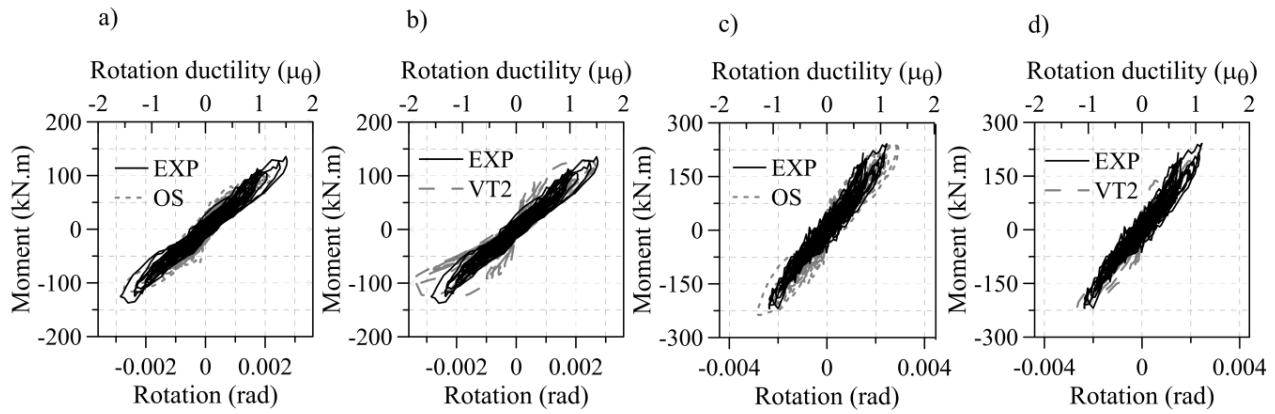 a)
Rotation ductility (μθ)
-2 -1 0 1 2
200
100
0
-100
-200
Moment (kN.m)
EXP
OS
-0.002 0 0.002
Rotation (rad)
b)
Rotation ductility (μθ)
-2 -1 0 1 2
200
100
0
-100
-200
Moment (kN.m)
EXP
VT2
-0.002 0 0.002
Rotation (rad)
c)
Rotation ductility (μθ)
-2 -1 0 1 2
300
150
0
-150
-300
Moment (kN.m)
EXP
OS
-0.004 0 0.004
Rotation (rad)
d)
Rotation ductility (μθ)
-2 -1 0 1 2
300
150
0
-150
-300
Moment (kN.m)
EXP
VT2
-0.004 0 0.004
Rotation (rad)